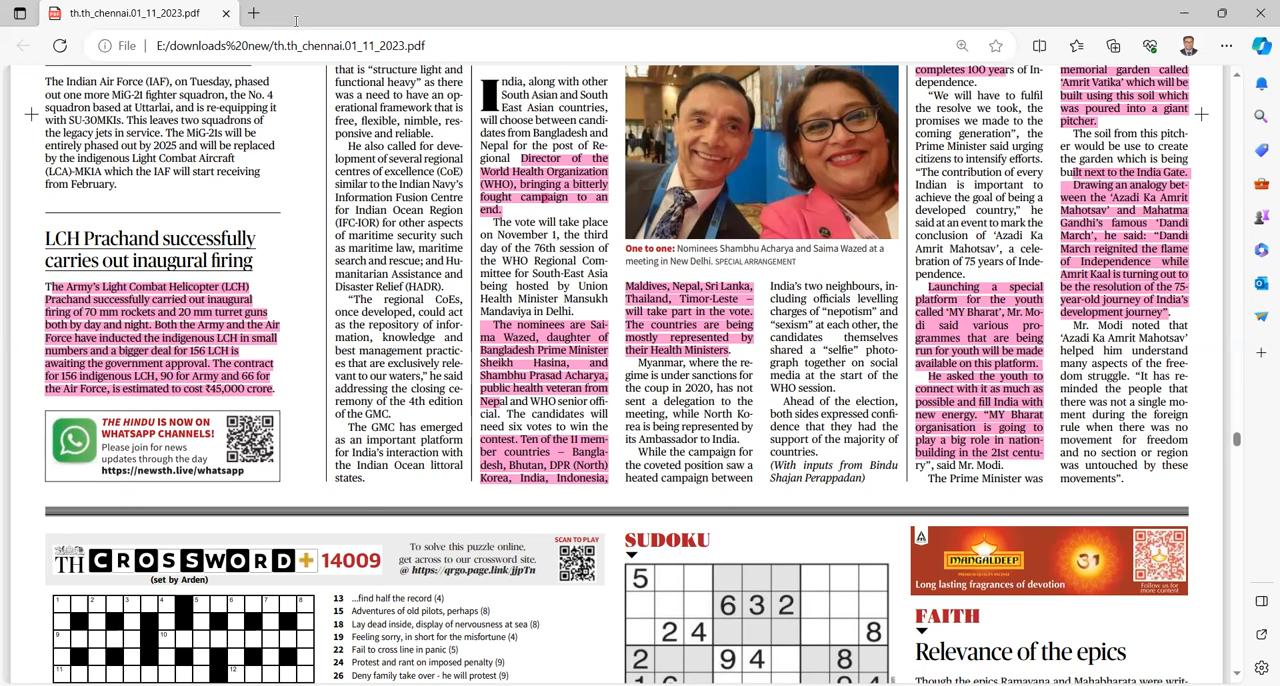 th.th_chennai.01_11_2023.pdf
File
E:/downloads%20new/th.th_chennai.01_11_2023.pdf
The Indian Air Force (IAF), on Tuesday, phased
out one more MiG-21 fighter squadron, the No. 4
squadron based at Uttarlai, and is re-equipping it
with SU-30MKIs. This leaves two squadrons of
the legacy jets in service. The MiG-21s will be
entirely phased out by 2025 and will be replaced
by the indigenous Light Combat Aircraft
(LCA)-MK1A which the IAF will start receiving
from February.
LCH Prachand successfully
carries out inaugural firing
The Army's Light Combat Helicopter (LCH)
Prachand successfully carried out inaugural
firing of 70 mm rockets and 20 mm turret guns
both by day and night. Both the Army and the Air
Force have inducted the indigenous LCH in small
numbers and a bigger deal for 156 LCH is
awaiting the government approval. The contract
for 156 indigenous LCH, 90 for Army and 66 for
the Air Force, is estimated to cost ₹45,000 crore.
THE HINDU IS NOW ON
WHATSAPP CHANNELS!
Please join for news
updates through the day
https://newsth.live/whatsapp
that is "structure light and
functional heavy" as there
was a need to have an op-
erational framework that is
free, flexible, nimble, res-
ponsive and reliable.
He also called for deve-
lopment of several regional
centres of excellence (CoE)
similar to the Indian Navy's
Information Fusion Centre
for Indian Ocean Region
(IFC-IOR) for other aspects
of maritime security such
as maritime law, maritime
search and rescue; and Hu-
manitarian Assistance and
Disaster Relief (HADR).
"The regional CoEs,
once developed, could act
as the repository of infor-
mation, knowledge and
best management practic-
es that are exclusively rele-
vant to our waters," he said
addressing the closing ce-
remony of the 4th edition
of the GMC.
The GMC has emerged
as an important platform
for India's interaction with
the Indian Ocean littoral
states.
India, along with other
South Asian and South
East Asian countries,
will choose between candi-
dates from Bangladesh and
Nepal for the post of Re-
gional Director of the
World Health Organization
(WHO), bringing a bitterly
fought campaign to an
end.
The vote will take place
on November 1, the third
day of the 76th session of
the WHO Regional Com-
mittee for South-East Asia
being hosted by Union
Health Minister Mansukh
Mandaviya in Delhi.
The nominees are Sai-
ma Wazed, daughter of
Bangladesh Prime Minister
Sheikh Hasina, and
Shambhu Prasad Acharya,
public health veteran from
Nepal and WHO senior offi-
cial. The candidates will
need six votes to win the
contest. Ten of the 11 mem-
ber countries – Bangla-
desh, Bhutan, DPR (North)
Korea, India, Indonesia,
One to one: Nominees Shambhu Acharya and Saima Wazed at a
meeting in New Delhi. SPECIAL ARRANGEMENT
Maldives, Nepal, Sri Lanka,
Thailand, Timor-Leste –
will take part in the vote.
The countries are being
mostly represented by
their Health Ministers.
Myanmar, where the re-
gime is under sanctions for
the coup in 2020, has not
sent a delegation to the
meeting, while North Ko-
rea is being represented by
its Ambassador to India.
While the campaign for
the coveted position saw a
heated campaign between
India's two neighbours, in-
cluding officials levelling
charges of "nepotism" and
"sexism" at each other, the
candidates themselves
shared a "selfie" photo-
graph together on social
media at the start of the
WHO session.
Ahead of the election,
both sides expressed confi-
dence that they had the
support of the majority of
countries.
(With inputs from Bindu
Shajan Perappadan)
completes 100 years of In-
dependence.
"We will have to fulfil
the resolve we took, the
promises we made to the
coming generation", the
Prime Minister said urging
citizens to intensify efforts.
"The contribution of every
Indian is important to
achieve the goal of being a
developed country," he
said at an event to mark the
conclusion of 'Azadi Ka
Amrit Mahotsav', a cele-
bration of 75 years of Inde-
pendence.
Launching a special
platform for the youth
called 'MY Bharat', Mr. Mo-
di said various pro-
grammes that are being
run for youth will be made
available on this platform.
He asked the youth to
connect with it as much as
possible and fill India with
new energy. "MY Bharat
organisation is going to
play a big role in nation-
building in the 21st centu-
ry", said Mr. Modi.
The Prime Minister was
memorial garden called
'Amrit Vatika' which will be
built using this soil which
was poured into a giant
pitcher.
The soil from this pitch-
er would be use to create
the garden which is being
built next to the India Gate.
Drawing an analogy bet-
ween the 'Azadi Ka Amrit
Mahotsav' and Mahatma
Gandhi's famous 'Dandi
March', he said: "Dandi
March reignited the flame
of Independence while
Amrit Kaal is turning out to
be the resolution of the 75-
year-old journey of India's
development journey".
Mr. Modi noted that
'Azadi Ka Amrit Mahotsav'
helped him understand
many aspects of the free-
dom struggle. "It has re-
minded the people that
there was not a single mo-
ment during the foreign
rule when there was no
movement for freedom
and no section or region
was untouched by these
movements".
TH CROSSWORD+ 14009
(set by Arden)
To solve this puzzle online,
get across to our crossword site.
@ https://qrgo.page.link/jjpTn
SCAN TO PLAY
1 2 3 4 5 6 7 8
9 10
11 12
13 ...find half the record (4)
15 Adventures of old pilots, perhaps (8)
18 Lay dead inside, display of nervousness at sea (8)
19 Feeling sorry, in short for the misfortune (4)
22 Fail to cross line in panic (5)
24 Protest and rant on imposed penalty (9)
26 Deny family take over - he will protest (9)
SUDOKU
5
6 3 2
2 4 8
2 9 4 8
MANGALDEEP
31
Long lasting fragrances of devotion
Follow us for
more content
FAITH
Relevance of the epics
Though the epics Ramayana and Mahabharata were writ-